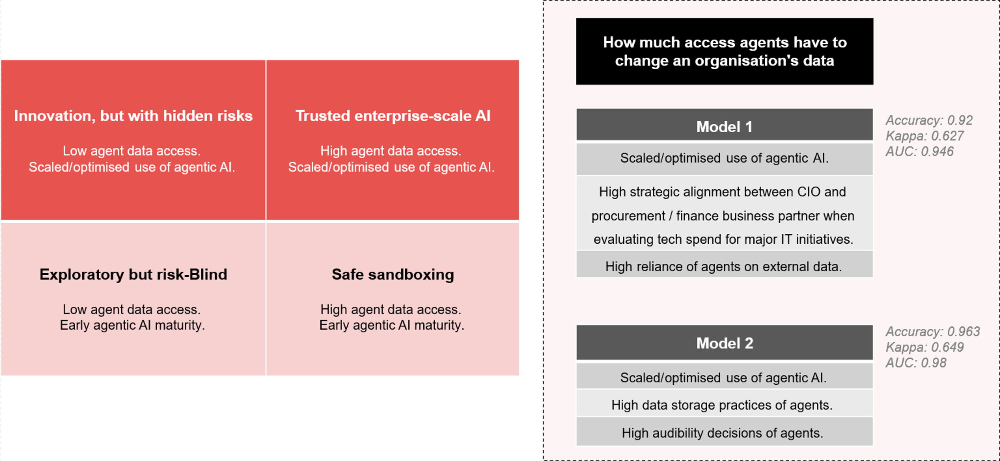 Innovation, but with hidden risks
Low agent data access.
Scaled/optimised use of agentic AI.
Trusted enterprise-scale AI
High agent data access.
Scaled/optimised use of agentic AI.
Exploratory but risk-Blind
Low agent data access.
Early agentic AI maturity.
Safe sandboxing
High agent data access.
Early agentic AI maturity.
How much access agents have to
change an organisation's data
Model 1
Scaled/optimised use of agentic AI.
High strategic alignment between CIO and
procurement / finance business partner when
evaluating tech spend for major IT initiatives.
High reliance of agents on external data.
Accuracy: 0.92
Kappa: 0.627
AUC: 0.946
Model 2
Scaled/optimised use of agentic AI.
High data storage practices of agents.
High audibility decisions of agents.
Accuracy: 0.963
Kappa: 0.649
AUC: 0.98